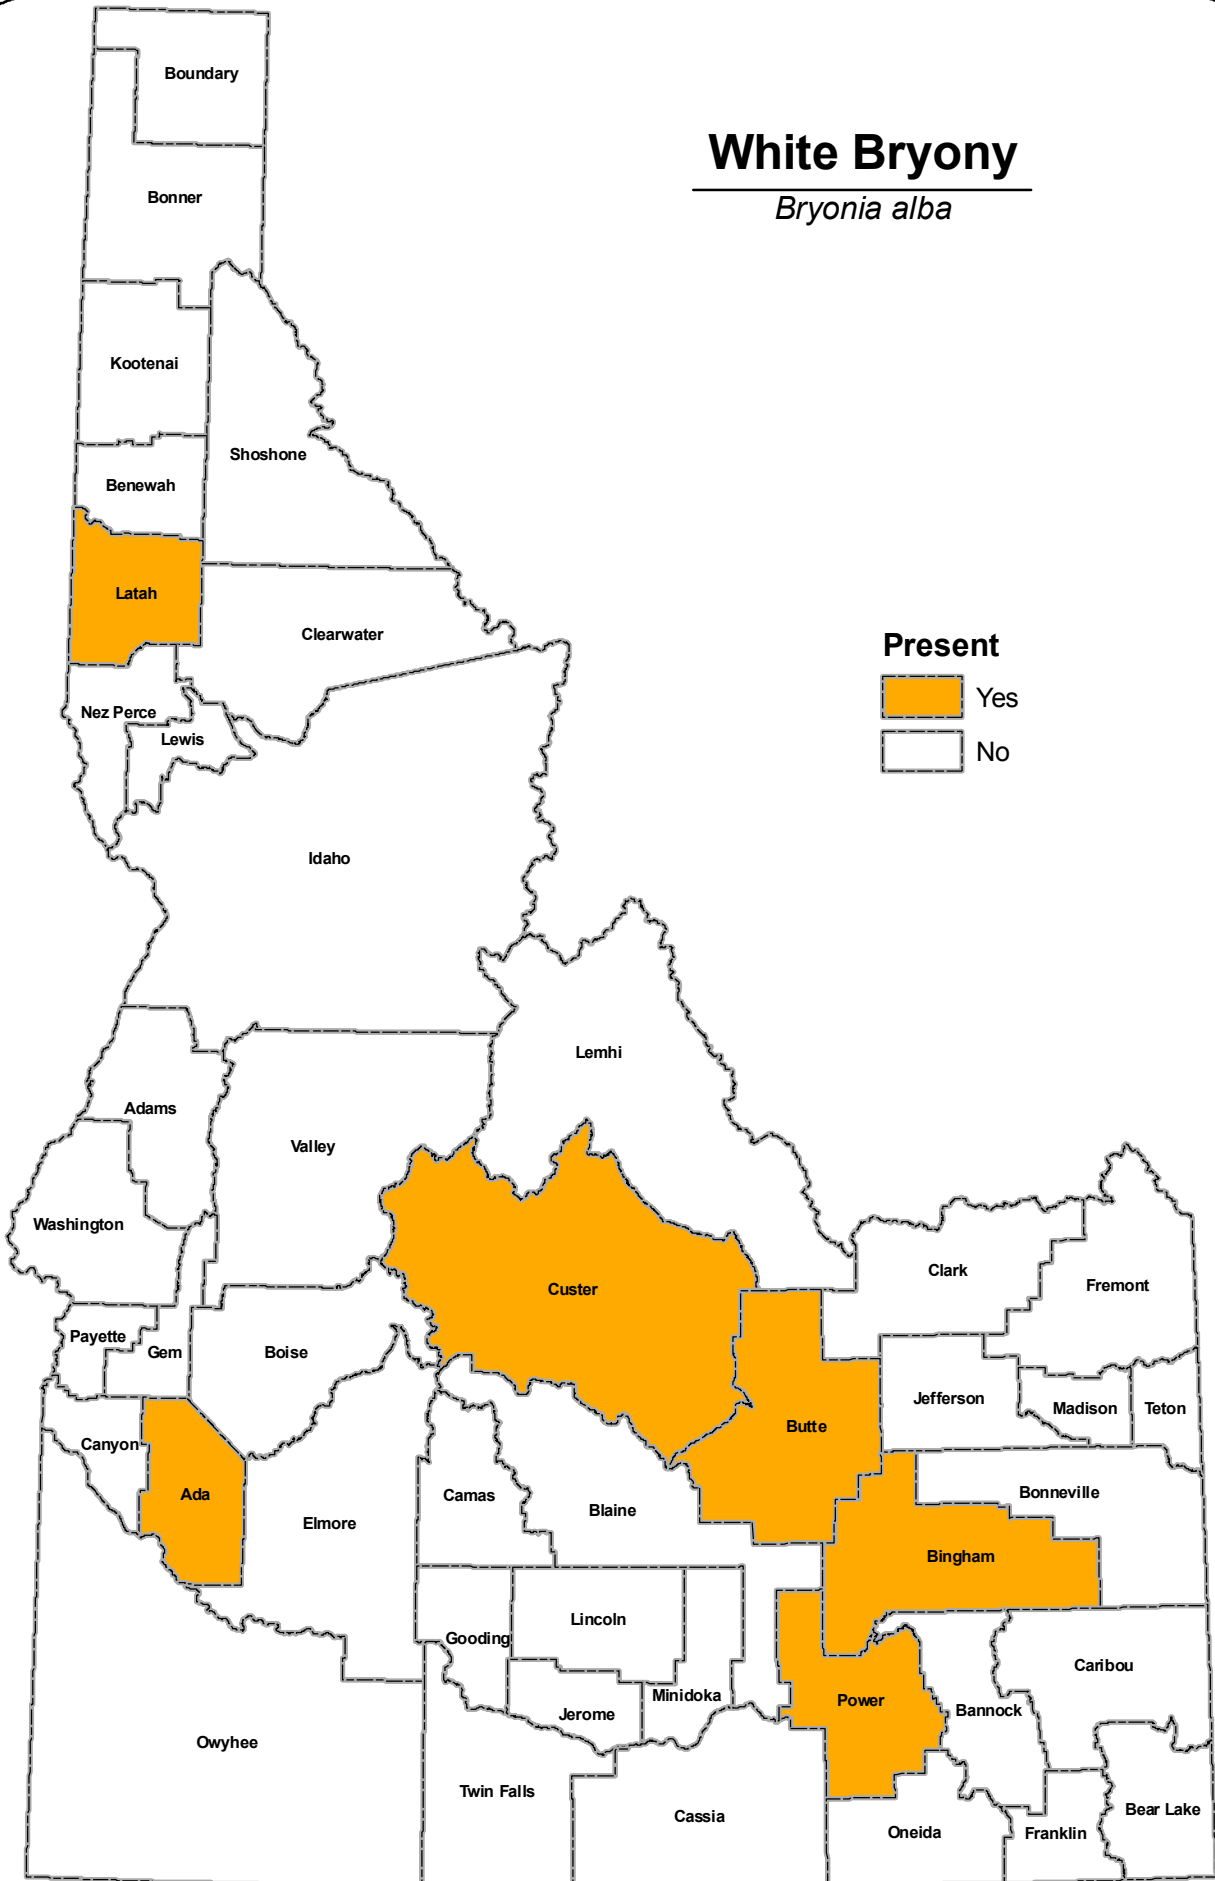 Boundary
White Bryony
Bryonia alba
Bonner
Kootenai
Shoshone
Benewah
Latah
Clearwater
Present
Yes
No
Nez Perce
Lewis
Idaho
Lemhi
Adams
Valley
Washington
Clark
Fremont
Custer
Payette
Gem
Boise
Jefferson
Madison
Teton
Butte
Canyon
Ada
Camas
Blaine
Bonneville
Elmore
Bingham
Lincoln
Gooding
Caribou
Minidoka
Power
Bannock
Jerome
Owyhee
Twin Falls
Cassia
Bear Lake
Oneida
Franklin